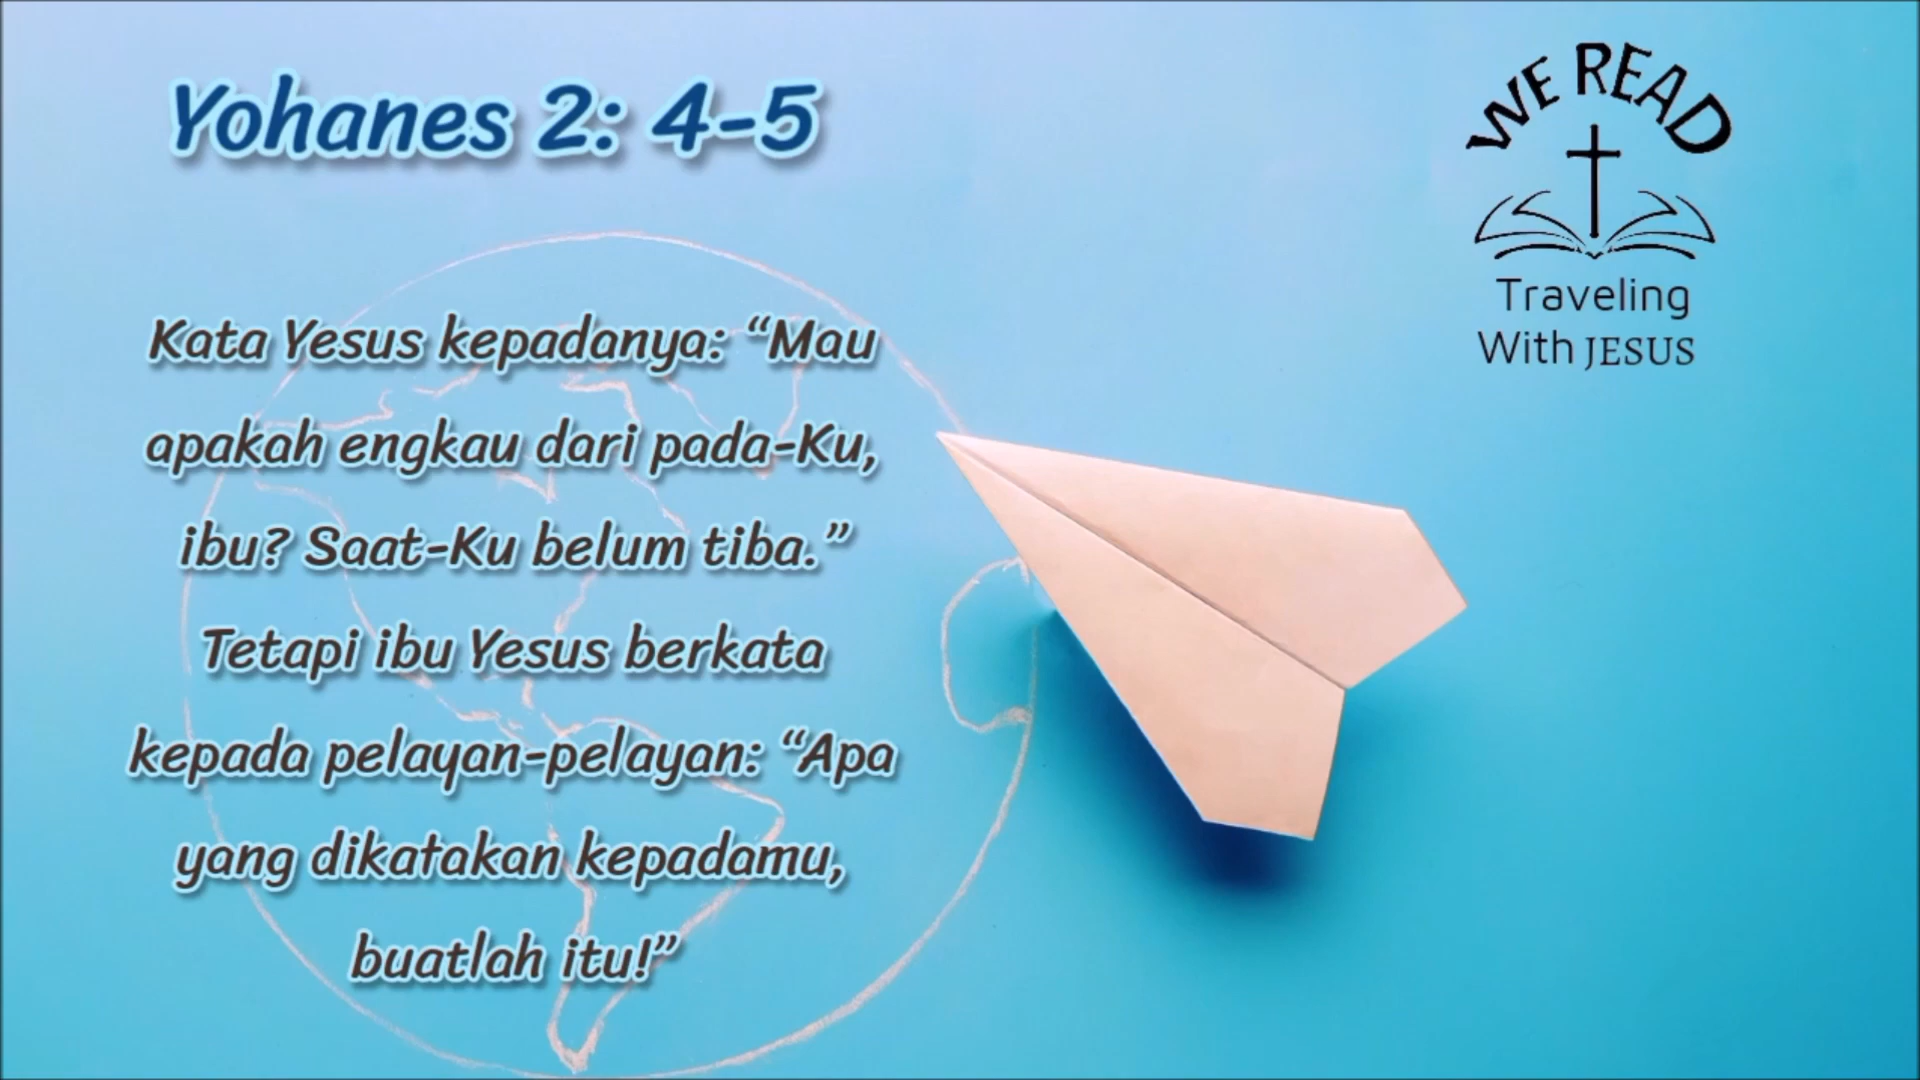 Yohanes 2: 4-5
WE READ
Traveling
With JESUS
Kata Yesus kepadanya: “Mau
apakah engkau dari pada-Ku,
ibu? Saat-Ku belum tiba.”
Tetapi ibu Yesus berkata
kepada pelayan-pelayan: “Apa
yang dikatakan kepadamu,
buatlah itu!”